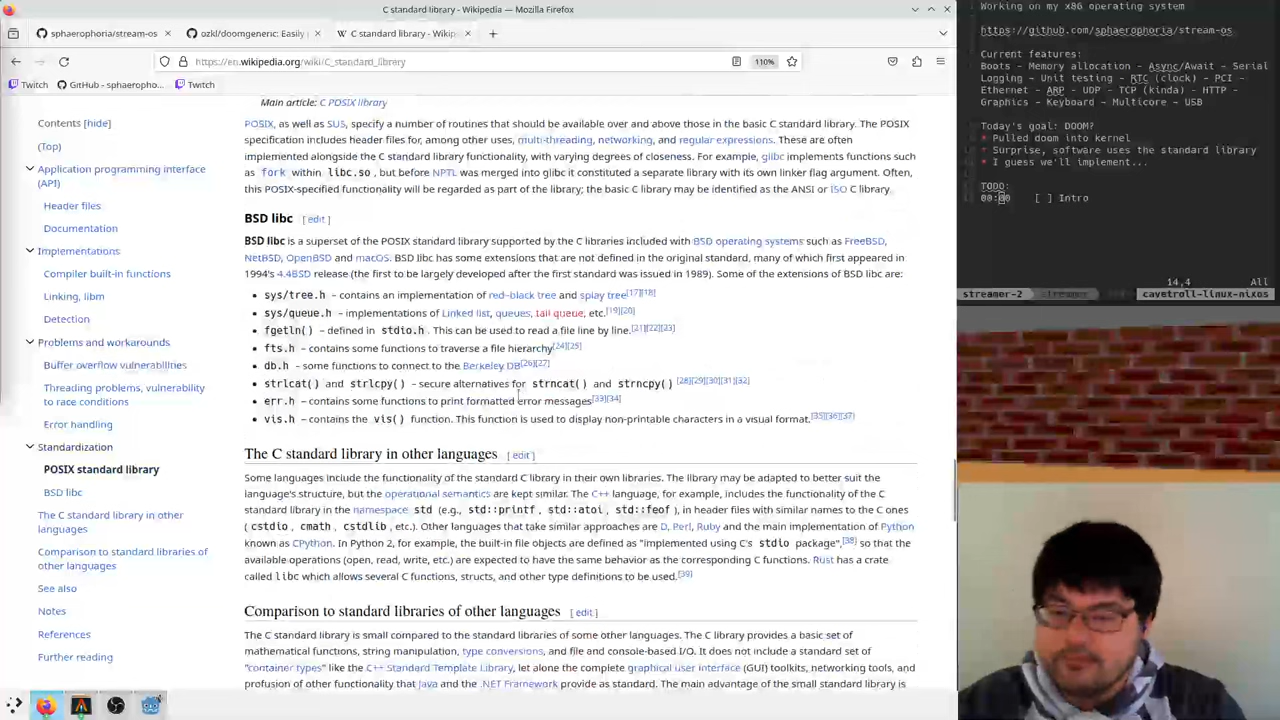 C standard library - Wikipedia — Mozilla Firefox
sphaerophoria/stream-os
ozkl/doomgeneric: Easily
C standard library - Wikipe
https://en.wikipedia.org/wiki/C_standard_library
110%
Twitch
GitHub - sphaeropho...
Twitch
Contents [hide]
(Top)
Application programming interface
(API)
Header files
Documentation
Implementations
Compiler built-in functions
Linking, libm
Detection
Problems and workarounds
Buffer overflow vulnerabilities
Threading problems, vulnerability
to race conditions
Error handling
Standardization
POSIX standard library
BSD libc
The C standard library in other
languages
Comparison to standard libraries of
other languages
See also
Notes
References
Further reading
Main article: C POSIX library
POSIX, as well as SUS, specify a number of routines that should be available over and above those in the basic C standard library. The POSIX
specification includes header files for, among other uses, multi-threading, networking, and regular expressions. These are often
implemented alongside the C standard library functionality, with varying degrees of closeness. For example, glibc implements functions such
as fork within libc.so, but before NPTL was merged into glibc it constituted a separate library with its own linker flag argument. Often,
this POSIX-specified functionality will be regarded as part of the library; the basic C library may be identified as the ANSI or ISO C library.
BSD libc [edit]
BSD libc is a superset of the POSIX standard library supported by the C libraries included with BSD operating systems such as FreeBSD,
NetBSD, OpenBSD and macOS. BSD libc has some extensions that are not defined in the original standard, many of which first appeared in
1994's 4.4BSD release (the first to be largely developed after the first standard was issued in 1989). Some of the extensions of BSD libc are:
• sys/tree.h – contains an implementation of red–black tree and splay tree[17][18]
• sys/queue.h – implementations of Linked list, queues, tail queue, etc.[19][20]
• fgetln() – defined in stdio.h. This can be used to read a file line by line.[21][22][23]
• fts.h – contains some functions to traverse a file hierarchy[24][25]
• db.h – some functions to connect to the Berkeley DB[26][27]
• strlcat() and strlcpy() – secure alternatives for strncat() and strncpy() [28][29][30][31][32]
• err.h – contains some functions to print formatted error messages[33][34]
• vis.h – contains the vis() function. This function is used to display non-printable characters in a visual format.[35][36][37]
The C standard library in other languages [edit]
Some languages include the functionality of the standard C library in their own libraries. The library may be adapted to better suit the
language's structure, but the operational semantics are kept similar. The C++ language, for example, includes the functionality of the C
standard library in the namespace std (e.g., std::printf, std::atoi, std::feof), in header files with similar names to the C ones
(cstdio, cmath, cstdlib, etc.). Other languages that take similar approaches are D, Perl, Ruby and the main implementation of Python
known as CPython. In Python 2, for example, the built-in file objects are defined as "implemented using C's stdio package",[38] so that the
available operations (open, read, write, etc.) are expected to have the same behavior as the corresponding C functions. Rust has a crate
called libc which allows several C functions, structs, and other type definitions to be used.[39]
Comparison to standard libraries of other languages [edit]
The C standard library is small compared to the standard libraries of some other languages. The C library provides a basic set of
mathematical functions, string manipulation, type conversions, and file and console-based I/O. It does not include a standard set of
"container types" like the C++ Standard Template Library, let alone the complete graphical user interface (GUI) toolkits, networking tools, and
profusion of other functionality that Java and the .NET Framework provide as standard. The main advantage of the small standard library is
Working on my x86 operating system
https://github.com/sphaerophoria/stream-os
Current features:
Boots - Memory allocation - Async/Await - Serial
Logging - Unit testing - RTC (clock) - PCI -
Ethernet - ARP - UDP - TCP (kinda) - HTTP -
Graphics - Keyboard - Multicore - USB
Today's goal: DOOM?
* Pulled doom into kernel
* Surprise, software uses the standard library
* I guess we'll implement...
TODO:
00:00 [ ] Intro
14,4 All
streamer-2 streamer cavetroll-linux-nixos